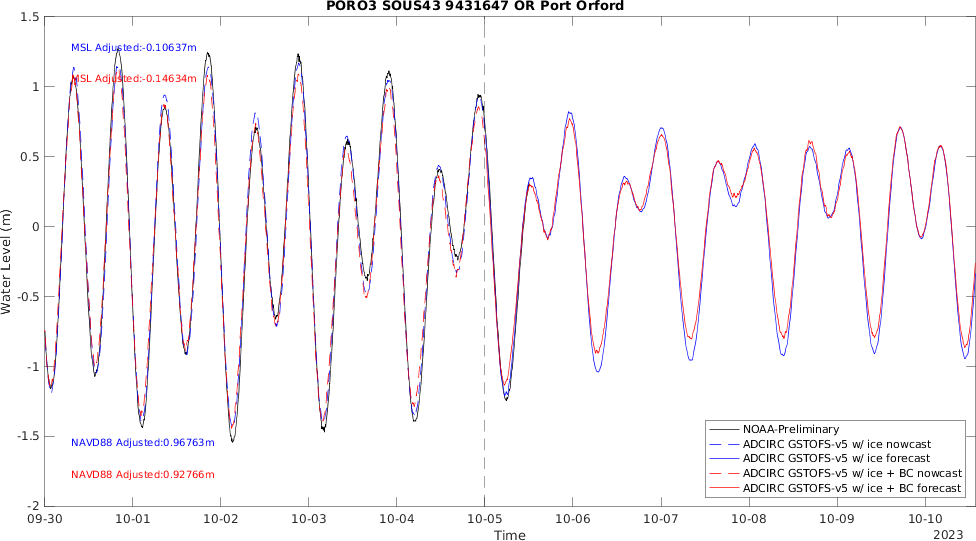 PORO3 SOUS43 9431647 OR Port Orford
1.5
1
0.5
0
-0.5
-1
-1.5
-2
Water Level (m)
MSL Adjusted:-0.10637m
MSL Adjusted:-0.14634m
NAVD88 Adjusted:0.96763m
NAVD88 Adjusted:0.92766m
NOAA-Preliminary
ADCIRC GSTOFS-v5 w/ ice nowcast
ADCIRC GSTOFS-v5 w/ ice forecast
ADCIRC GSTOFS-v5 w/ ice + BC nowcast
ADCIRC GSTOFS-v5 w/ ice + BC forecast
09-30 10-01 10-02 10-03 10-04 10-05 10-06 10-07 10-08 10-09 10-10
Time
2023